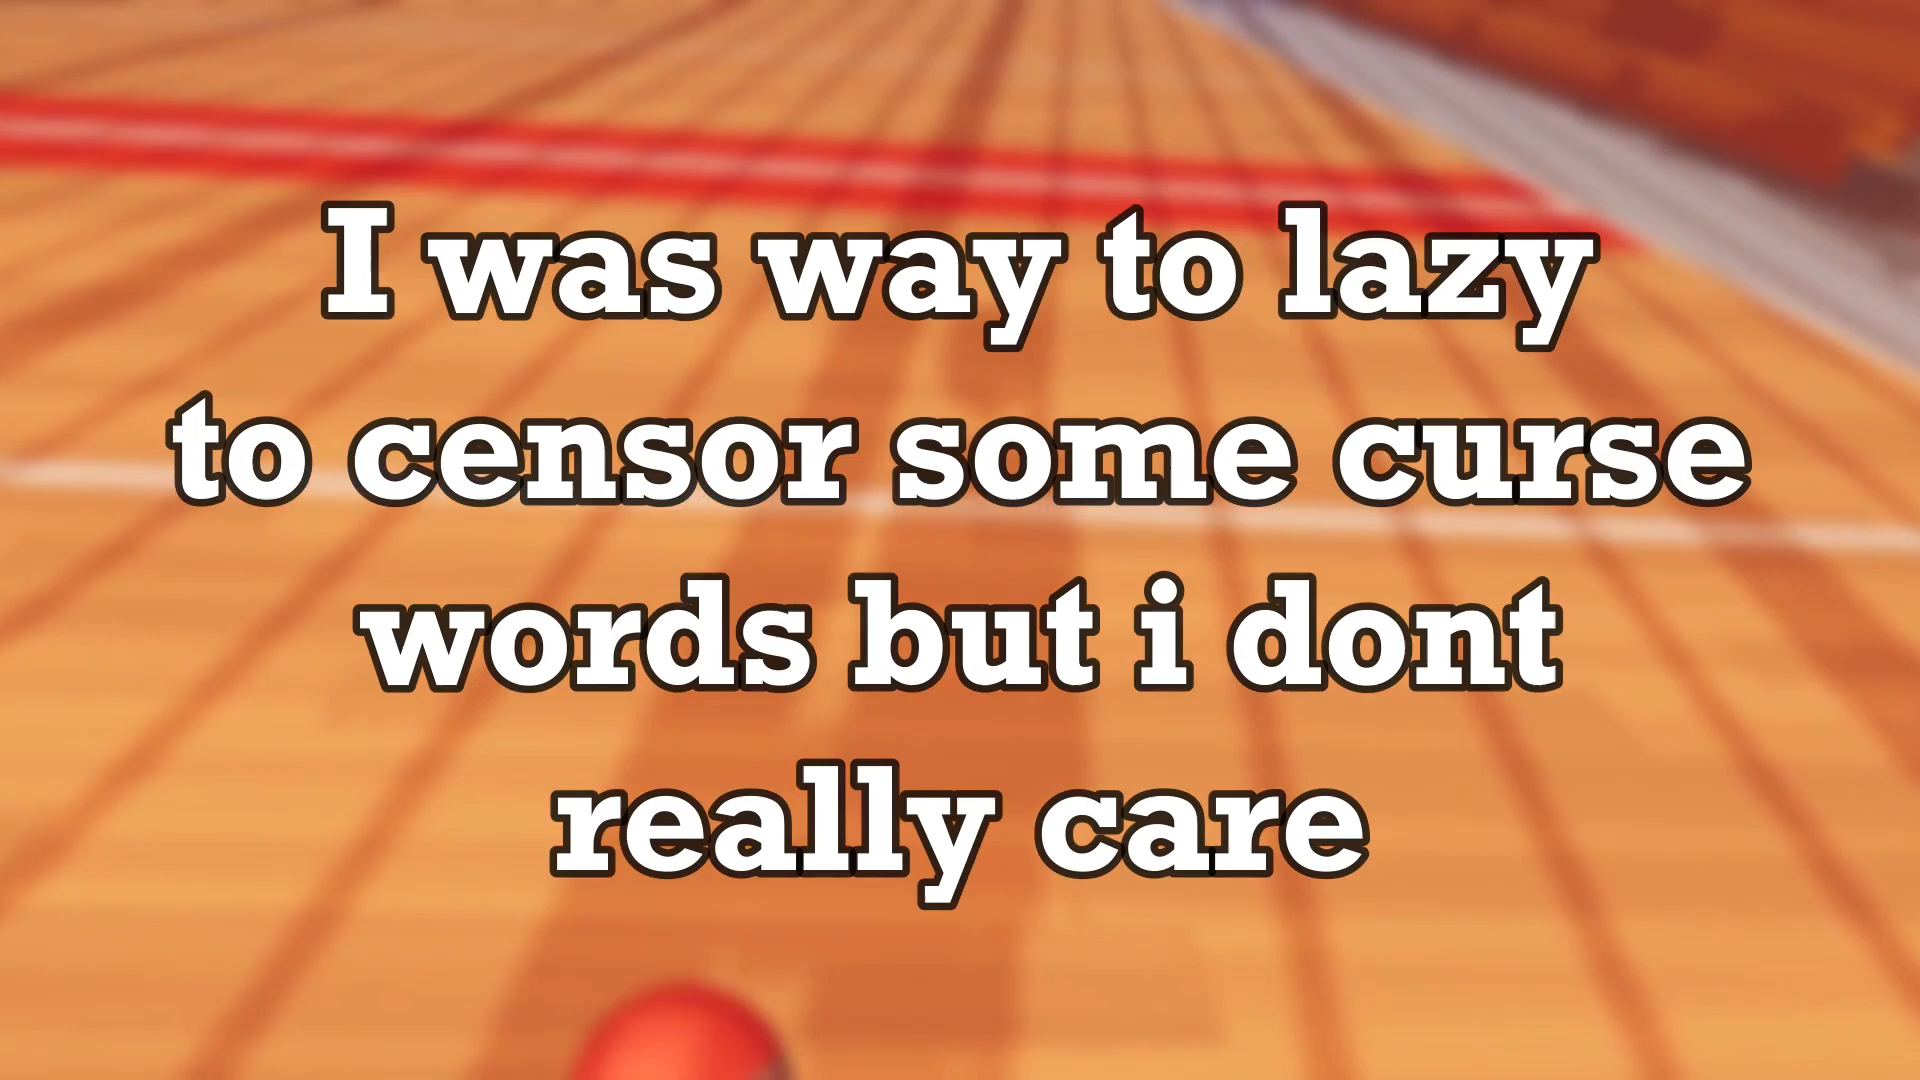 I was way to lazy
to censor some curse
words but i dont
really care